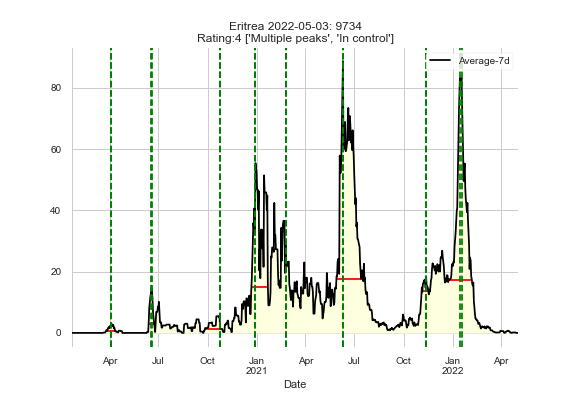 Eritrea 2022-05-03: 9734
Rating:4 ['Multiple peaks', 'In control']
Average-7d
80
60
40
20
0
Apr Jul Oct Jan Apr Jul Oct Jan Apr
2021 2022
Date